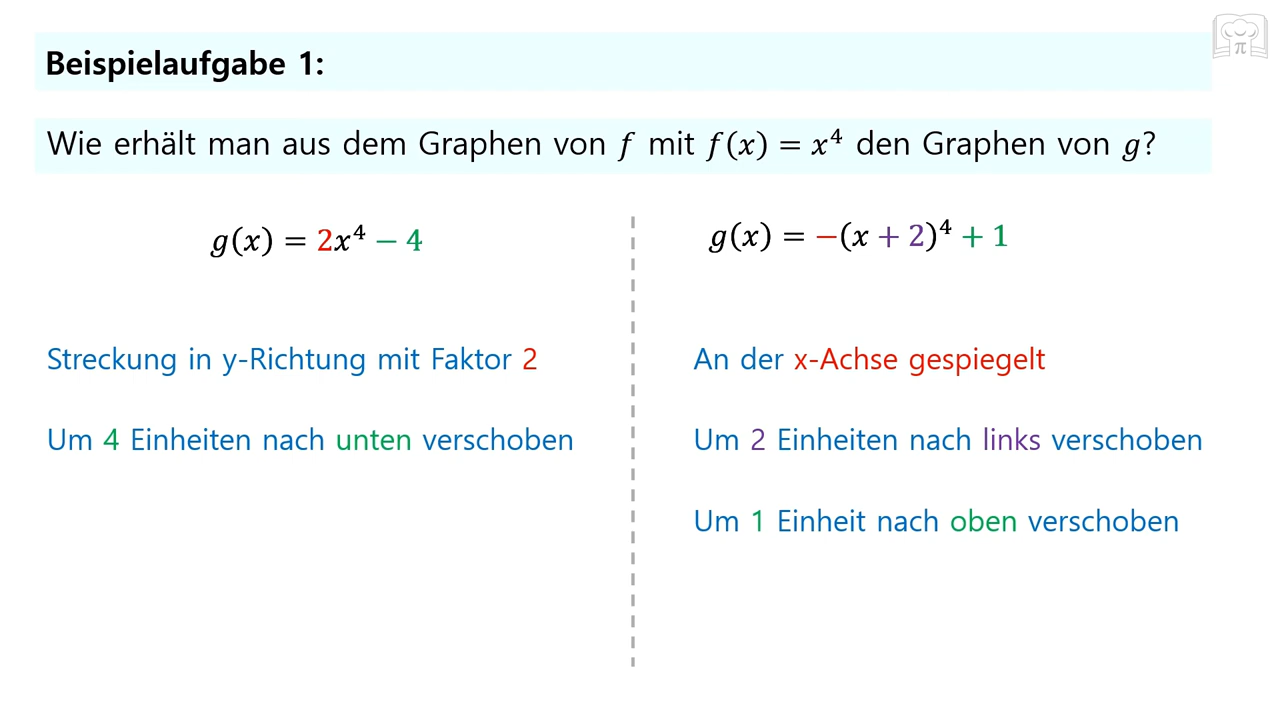 Beispielaufgabe 1:
Wie erhält man aus dem Graphen von f mit f(x) = x⁴ den Graphen von g?
g(x) = 2x⁴ − 4
Streckung in y-Richtung mit Faktor 2
Um 4 Einheiten nach unten verschoben
g(x) = −(x + 2)⁴ + 1
An der x-Achse gespiegelt
Um 2 Einheiten nach links verschoben
Um 1 Einheit nach oben verschoben
π